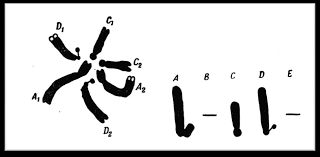 D₁ C₁
C₂
A₁ A₂
D₂
A B C D E